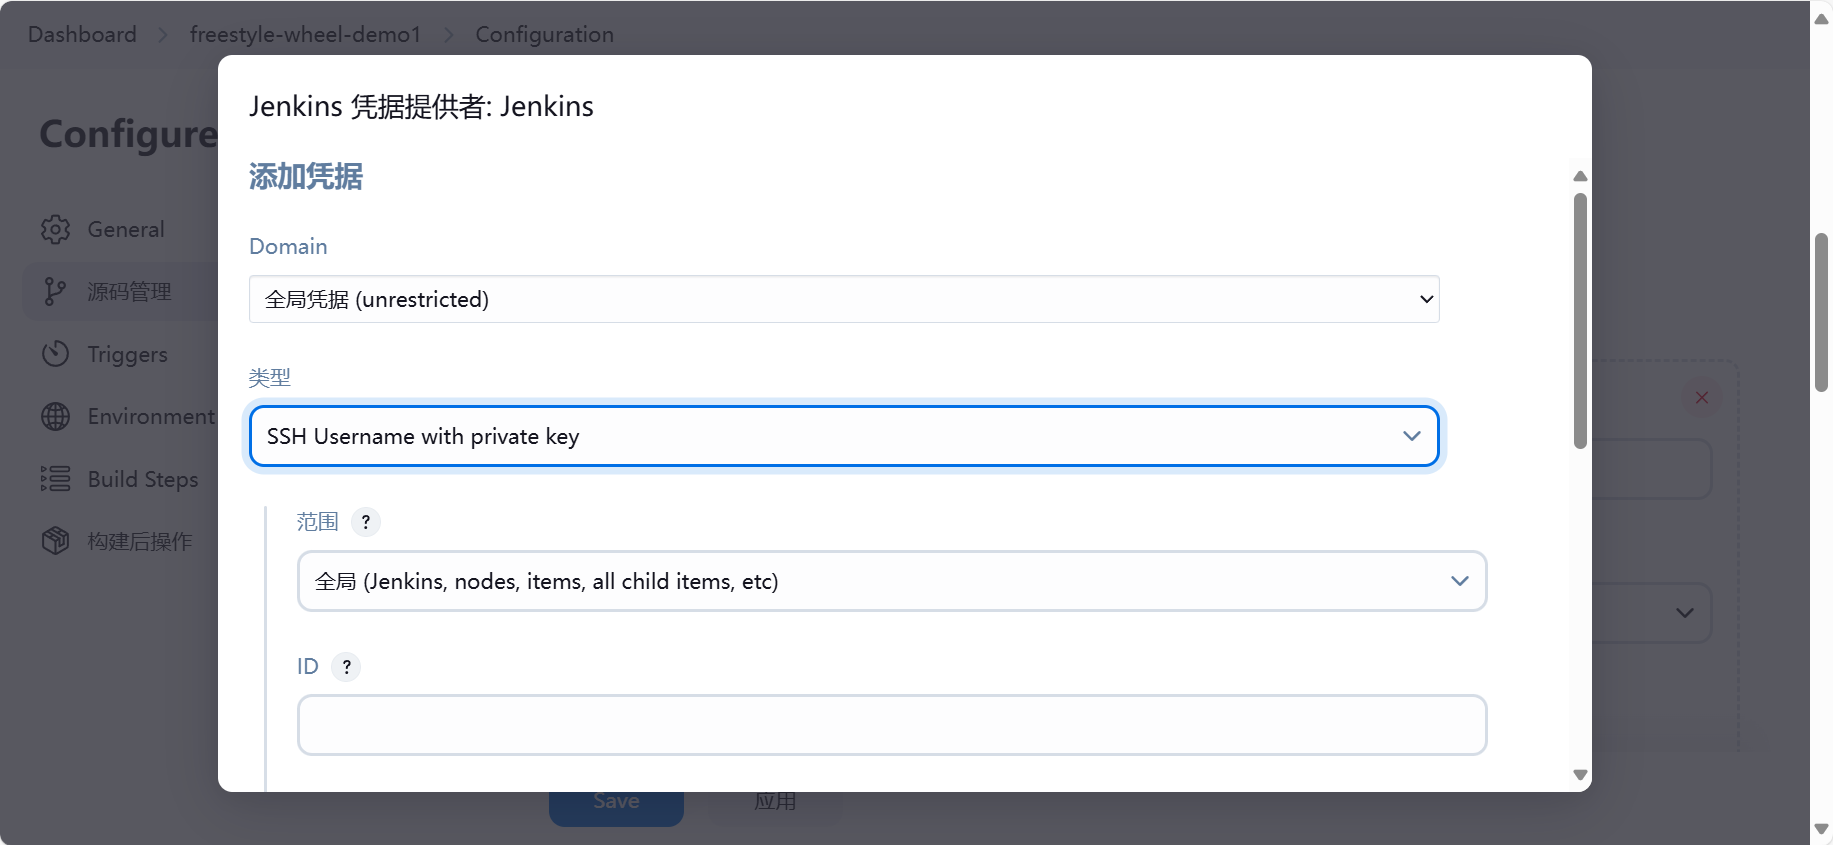 Dashboard > freestyle-wheel-demo1 > Configuration
Configure
General
源码管理
Triggers
Environment
Build Steps
构建后操作
Jenkins 凭据提供者: Jenkins
添加凭据
Domain
全局凭据 (unrestricted)
类型
SSH Username with private key
范围 ?
全局 (Jenkins, nodes, items, all child items, etc)
ID ?
Save
应用